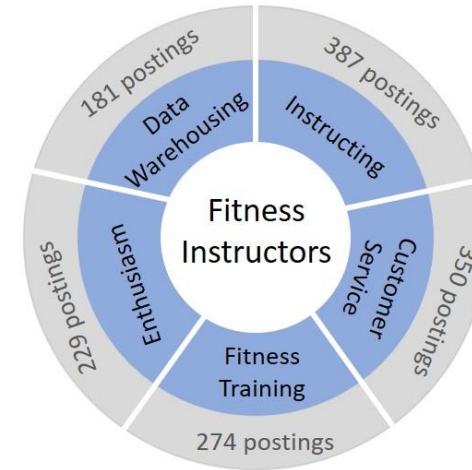 Fitness
Instructors
387 postings
Instructing
350 postings
Customer
Service
274 postings
Fitness
Training
229 postings
Enthusiasm
181 postings
Data
Warehousing